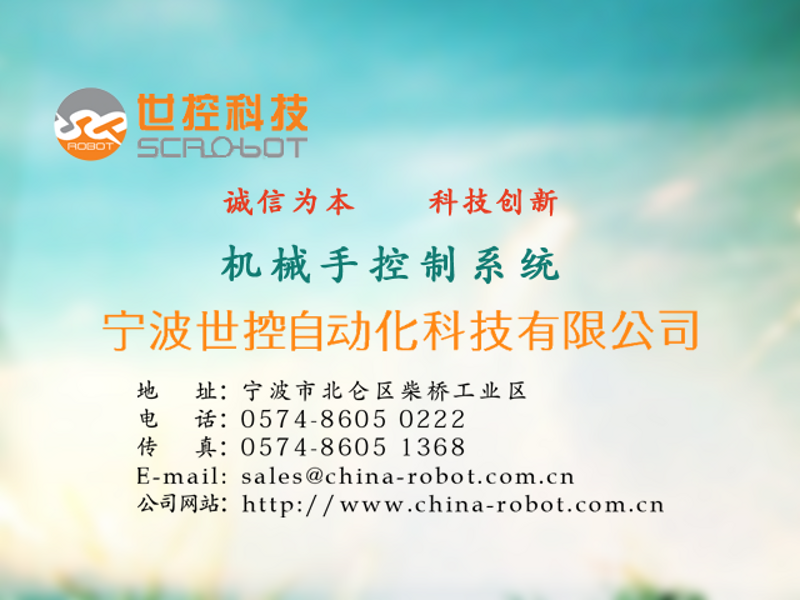 世控科技
SCROBOT
ROBOT
诚信为本 科技创新
机械手控制系统
宁波世控自动化科技有限公司
地 址：宁波市北仑区柴桥工业区
电 话：0574-8605 0222
传 真：0574-8605 1368
E-mail: sales@china-robot.com.cn
公司网站：http://www.china-robot.com.cn